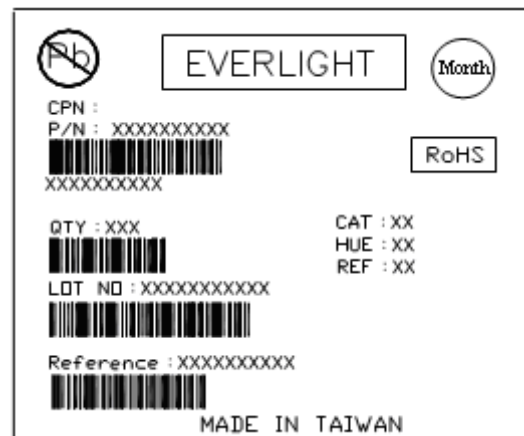 Pb
EVERLIGHT
Month
CPN :
P/N : XXXXXXXXXX
RoHS
XXXXXXXXXX
QTY : XXX
CAT : XX
HUE : XX
REF : XX
LOT NO : XXXXXXXXXXX
Reference : XXXXXXXXXX
MADE IN TAIWAN